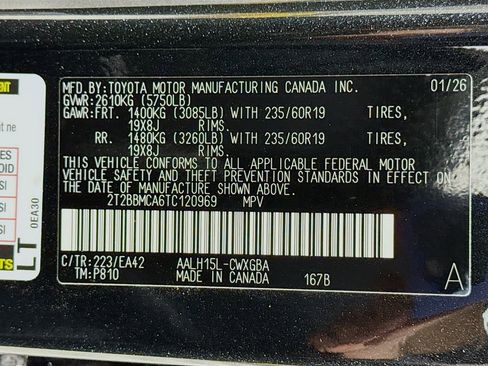 MFD.BY:TOYOTA MOTOR MANUFACTURING CANADA INC. 01/26
GVWR:2610KG (5750LB)
GAWR:FRT. 1400KG (3085LB) WITH 235/60R19 TIRES,
19X8J RIMS.
RR. 1480KG (3260LB) WITH 235/60R19 TIRES,
19X8J RIMS.
THIS VEHICLE CONFORMS TO ALL APPLICABLE FEDERAL MOTOR
VEHICLE SAFETY AND THEFT PREVENTION STANDARDS IN EFFECT ON
THE DATE OF MANUFACTURE SHOWN ABOVE.
2T2BBMCA6TC120969 MPV
C/TR:223/EA42 AALH15L-CWXGBA
TM:P810 MADE IN CANADA 167B A
LT
0EA30